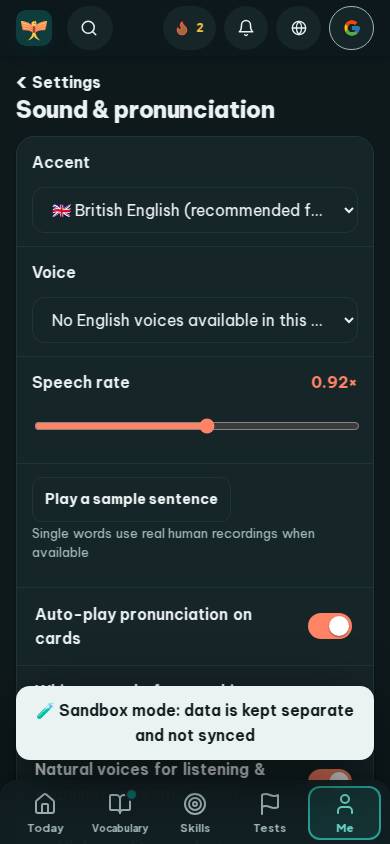 2
Settings
Sound & pronunciation
Accent
British English (recommended f...
Voice
No English voices available in this ...
Speech rate
0.92×
Play a sample sentence
Single words use real human recordings when
available
Auto-play pronunciation on
cards
🧪 Sandbox mode: data is kept separate
and not synced
Natural voices for listening &
Today
Vocabulary
Skills
Tests
Me